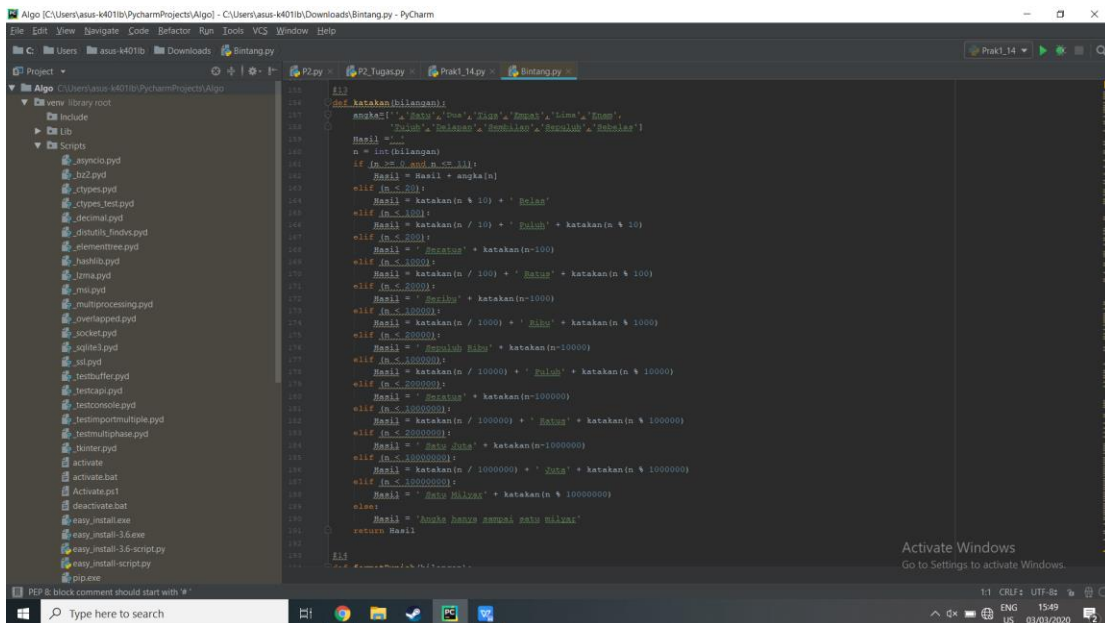 Algo [C:\Users\asus-k401lb\PycharmProjects\Algo] - C:\Users\asus-k401lb\Downloads\Bintang.py - PyCharm
File Edit View Navigate Code Refactor Run Tools VCS Window Help
C: Users asus-k401lb Downloads Bintang.py
Prak1_14
Project
P2.py P2_Tugas.py Prak1_14.py Bintang.py
Algo C:\Users\asus-k401lb\PycharmProjects\Algo
venv library root
Include
Lib
Scripts
_asyncio.pyd
_bz2.pyd
_ctypes.pyd
_ctypes_test.pyd
_decimal.pyd
_distutils_findvs.pyd
_elementtree.pyd
_hashlib.pyd
_lzma.pyd
_msi.pyd
_multiprocessing.pyd
_overlapped.pyd
_socket.pyd
_sqlite3.pyd
_ssl.pyd
_testbuffer.pyd
_testcapi.pyd
_testconsole.pyd
_testimportmultiple.pyd
_testmultiphase.pyd
_tkinter.pyd
activate
activate.bat
Activate.ps1
deactivate.bat
easy_install.exe
easy_install-3.6.exe
easy_install-3.6-script.py
easy_install-script.py
pip.exe
#13
def katakan(bilangan):
angka=['','Satu','Dua','Tiga','Empat','Lima','Enam',
'Tujuh','Delapan','Sembilan','Sepuluh','Sebelas']
Hasil =' '
n = int(bilangan)
if (n >= 0 and n <= 11):
Hasil = Hasil + angka[n]
elif (n < 20):
Hasil = katakan(n % 10) + ' Belas'
elif (n < 100):
Hasil = katakan(n / 10) + ' Puluh' + katakan(n % 10)
elif (n < 200):
Hasil = ' Seratus' + katakan(n-100)
elif (n < 1000):
Hasil = katakan(n / 100) + ' Ratus' + katakan(n % 100)
elif (n < 2000):
Hasil = ' Seribu' + katakan(n-1000)
elif (n < 10000):
Hasil = katakan(n / 1000) + ' Ribu' + katakan(n % 1000)
elif (n < 20000):
Hasil = ' Sepuluh Ribu' + katakan(n-10000)
elif (n < 100000):
Hasil = katakan(n / 10000) + ' Puluh' + katakan(n % 10000)
elif (n < 200000):
Hasil = ' Seratus' + katakan(n-100000)
elif (n < 1000000):
Hasil = katakan(n / 100000) + ' Ratus' + katakan(n % 100000)
elif (n < 2000000):
Hasil = ' Satu Juta' + katakan(n-1000000)
elif (n < 10000000):
Hasil = katakan(n / 1000000) + ' Juta' + katakan(n % 1000000)
elif (n < 10000000):
Hasil = ' Satu Milyar' + katakan(n % 10000000)
else:
Hasil = 'Angka hanya sampai satu milyar'
return Hasil
#14
Activate Windows
Go to Settings to activate Windows.
PEP 8: block comment should start with '# '
1:1 CRLF UTF-8
Type here to search
ENG 15:49
US 03/03/2020